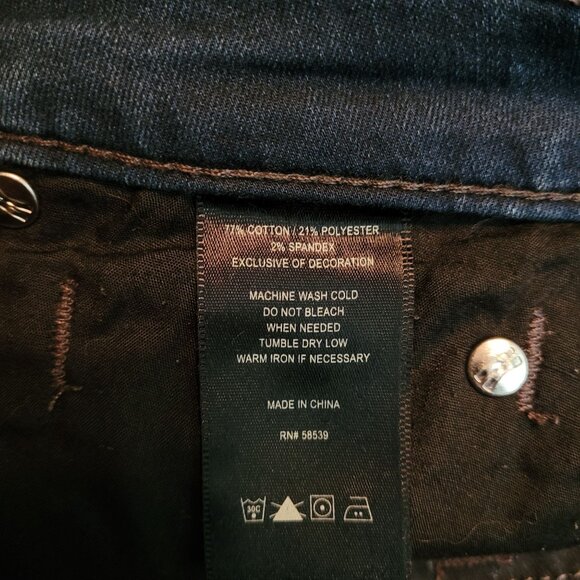 77% COTTON / 21% POLYESTER
2% SPANDEX
EXCLUSIVE OF DECORATION
MACHINE WASH COLD
DO NOT BLEACH
WHEN NEEDED
TUMBLE DRY LOW
WARM IRON IF NECESSARY
MADE IN CHINA
RN# 58539
30C